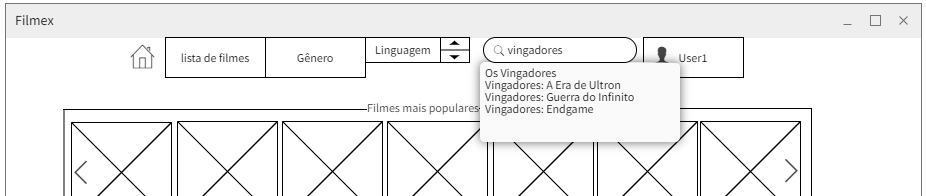 Filmex
lista de filmes
Gênero
Linguagem
vingadores
User1
Os Vingadores
Vingadores: A Era de Ultron
Vingadores: Guerra do Infinito
Vingadores: Endgame
Filmes mais populares